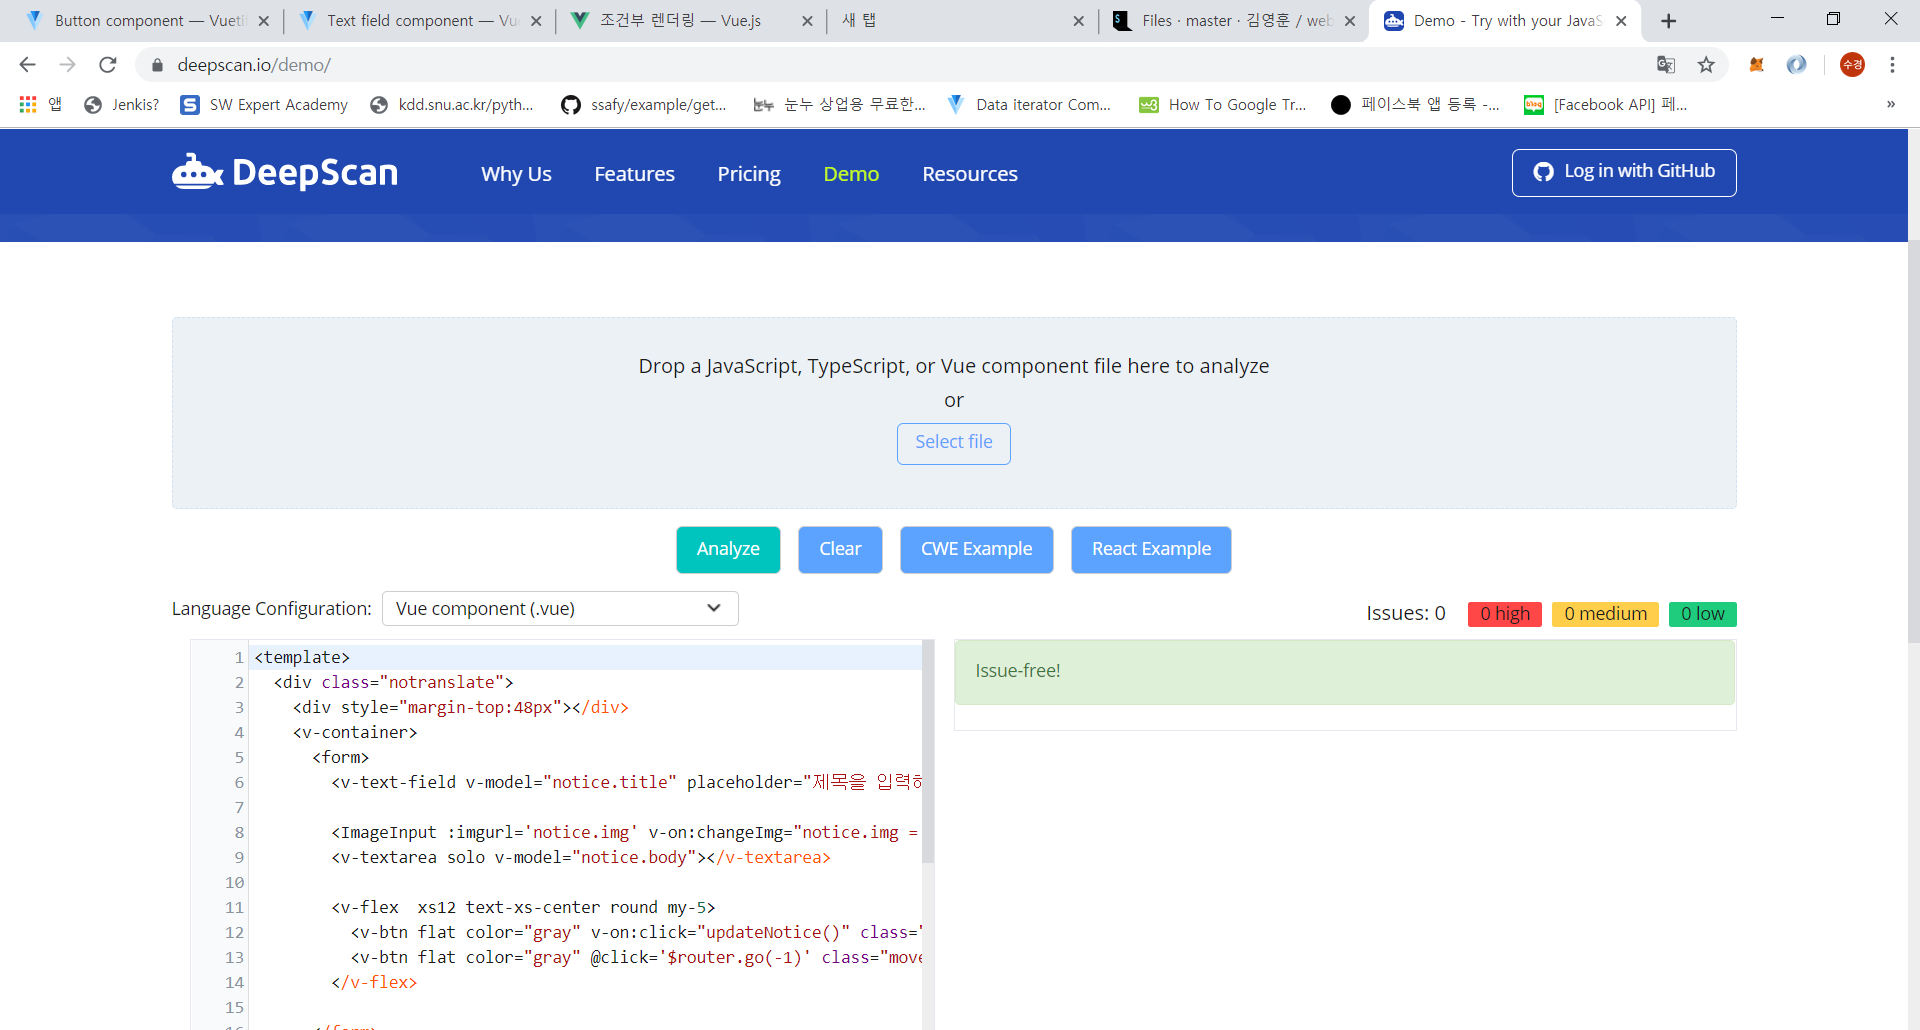 Button component — Vueti
Text field component — Vue
조건부 렌더링 — Vue.js
새 탭
Files · master · 김영훈 / web
Demo - Try with your JavaS
deepscan.io/demo/
수경
앱
Jenkis?
SW Expert Academy
kdd.snu.ac.kr/pyth...
ssafy/example/get...
눈누
눈누 상업용 무료한...
Data iterator Com...
w3
How To Google Tr...
페이스북 앱 등록 -...
blog
[Facebook API] 페...
»
DeepScan
Why Us
Features
Pricing
Demo
Resources
Log in with GitHub
Drop a JavaScript, TypeScript, or Vue component file here to analyze
or
Select file
Analyze
Clear
CWE Example
React Example
Language Configuration:
Vue component (.vue)
Issues: 0
0 high
0 medium
0 low
1 <template>
2 <div class="notranslate">
3 <div style="margin-top:48px"></div>
4 <v-container>
5 <form>
6 <v-text-field v-model="notice.title" placeholder="제목을 입력하
7
8 <ImageInput :imgurl='notice.img' v-on:changeImg="notice.img =
9 <v-textarea solo v-model="notice.body"></v-textarea>
10
11 <v-flex  xs12 text-xs-center round my-5>
12 <v-btn flat color="gray" v-on:click="updateNotice()" class="
13 <v-btn flat color="gray" @click='$router.go(-1)' class="move
14 </v-flex>
15
16 </form>
Issue-free!